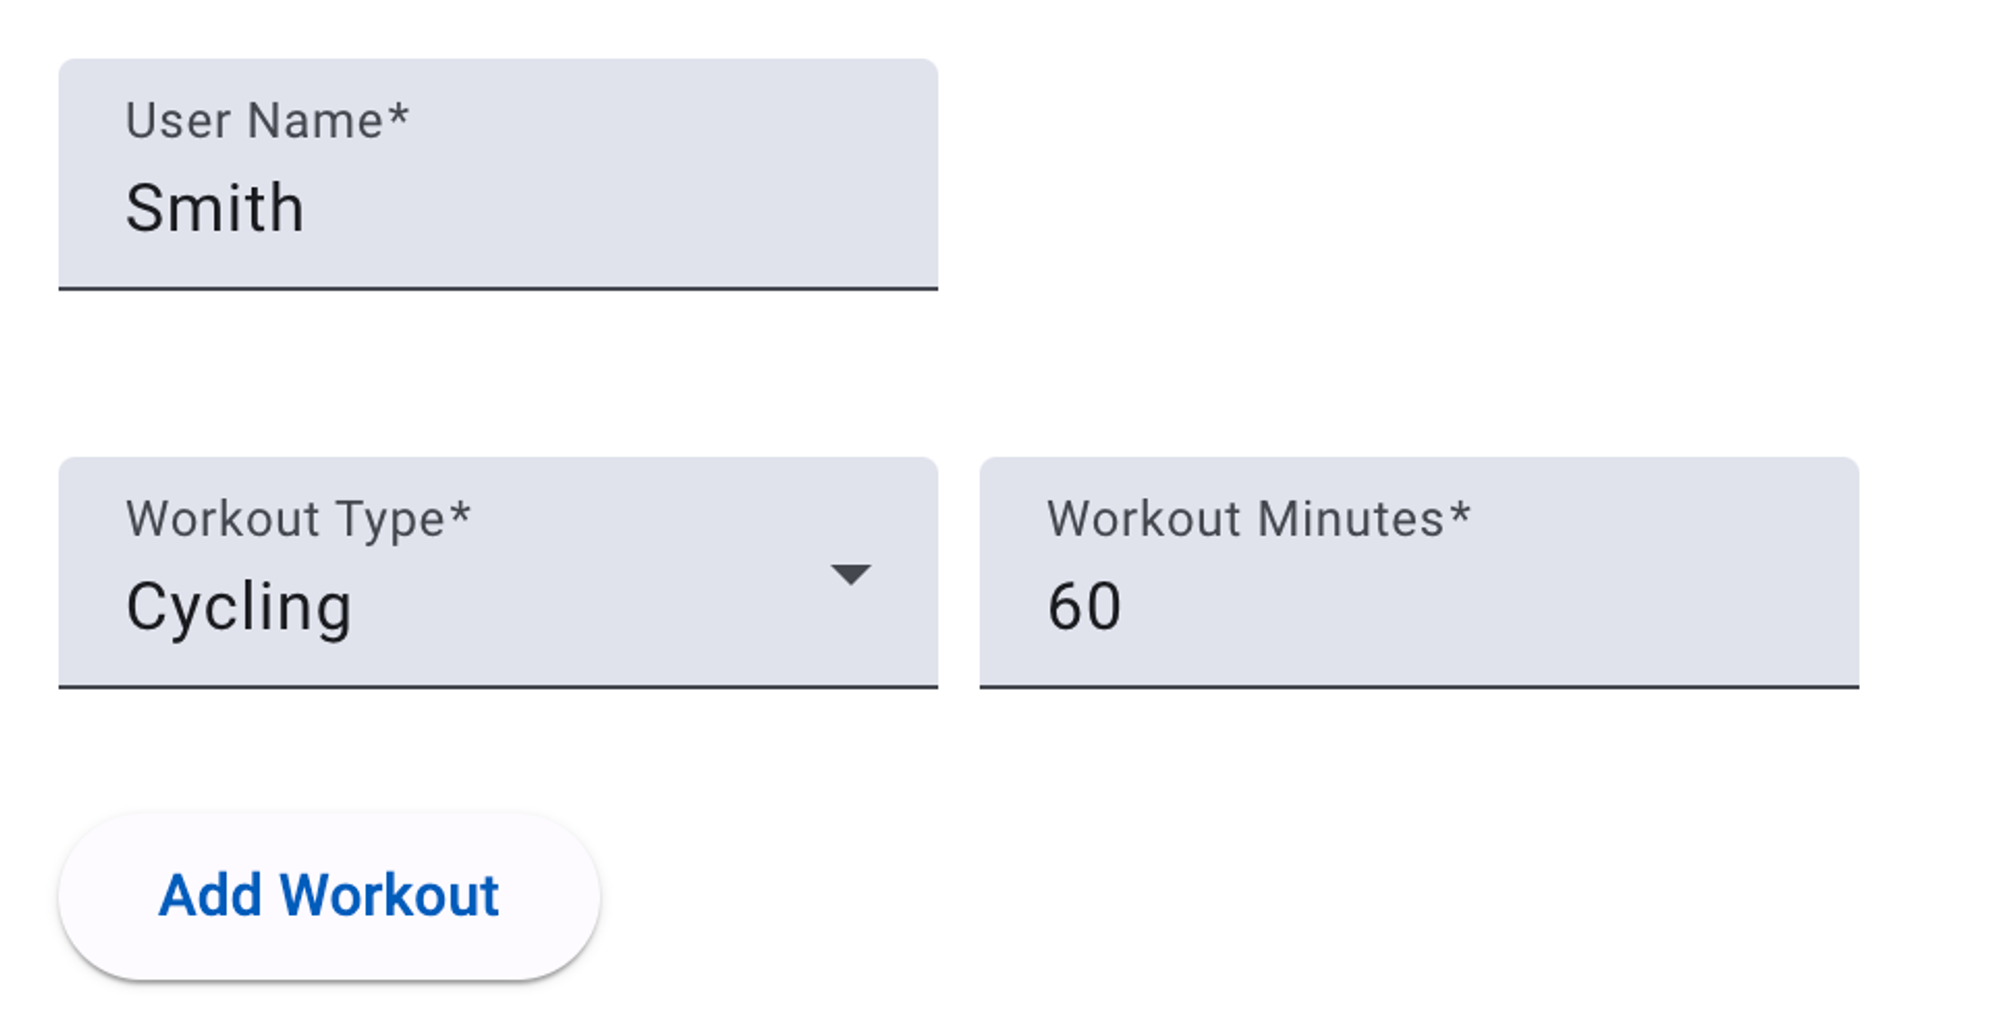 User Name*
Smith
Workout Type*
Cycling
Workout Minutes*
60
Add Workout